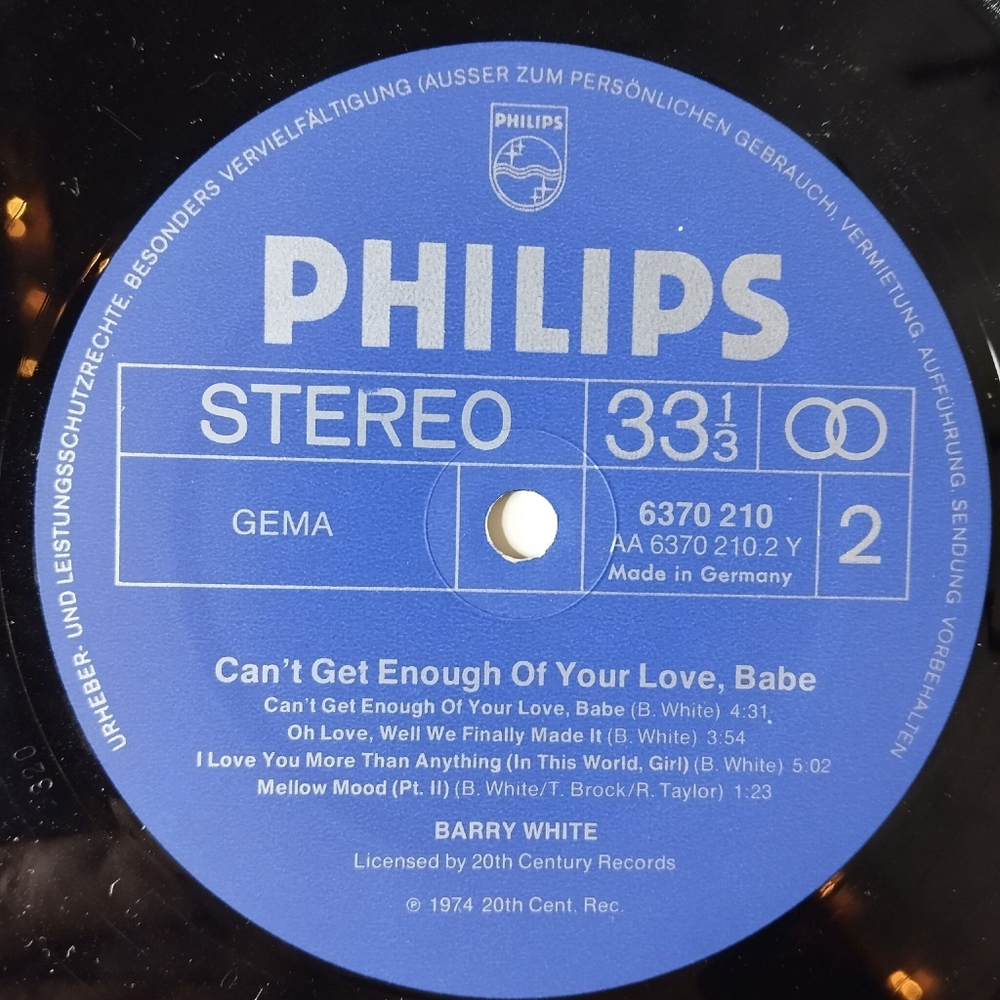 URHEBER- UND LEISTUNGSSCHUTZRECHTE, BESONDERS VERVIELFÄLTIGUNG (AUSSER ZUM PERSÖNLICHEN GEBRAUCH), VERMIETUNG, AUFFÜHRUNG, SENDUNG VORBEHALTEN
PHILIPS
PHILIPS
STEREO 33 1/3
GEMA
6370 210
AA 6370 210.2 Y
Made in Germany
2
Can't Get Enough Of Your Love, Babe
Can't Get Enough Of Your Love, Babe (B. White) 4:31
Oh Love, Well We Finally Made It (B. White) 3:54
I Love You More Than Anything (In This World, Girl) (B. White) 5:02
Mellow Mood (Pt. II) (B. White/T. Brock/R. Taylor) 1:23
BARRY WHITE
Licensed by 20th Century Records
℗ 1974 20th Cent. Rec.
320